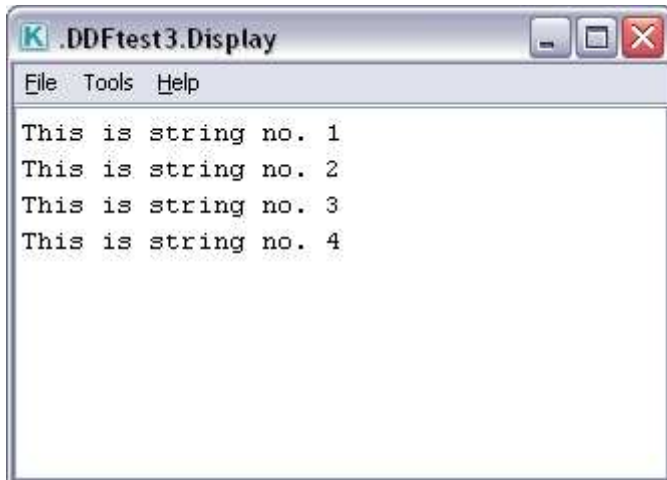 K .DDFtest3.Display
File Tools Help
This is string no. 1
This is string no. 2
This is string no. 3
This is string no. 4